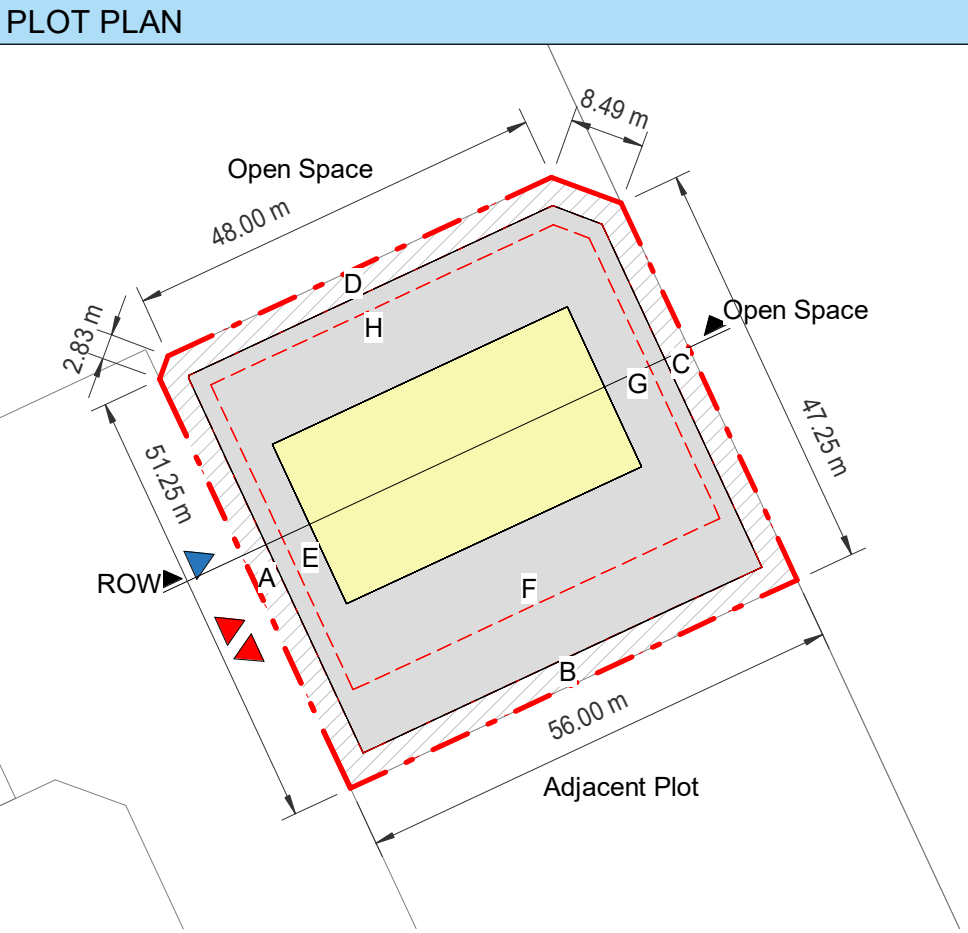 PLOT PLAN
8.49 m
Open Space
48.00 m
D
Open Space
2.83 m
H
C
G
47.25 m
51.25 m
E
A
ROW
F
B
56.00 m
Adjacent Plot